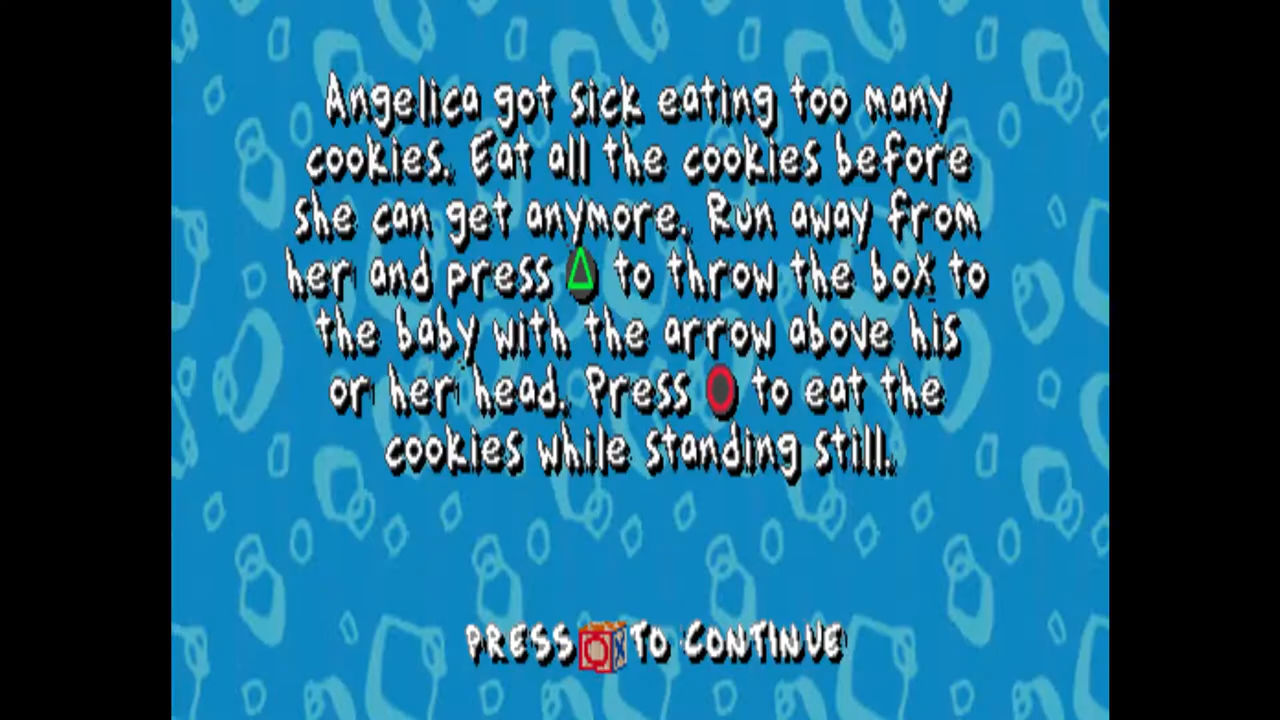 Angelica got sick eating too many
cookies. Eat all the cookies before
she can get anymore. Run away from
her and press △ to throw the box to
the baby with the arrow above his
or her head. Press ○ to eat the
cookies while standing still.
PRESS TO CONTINUE